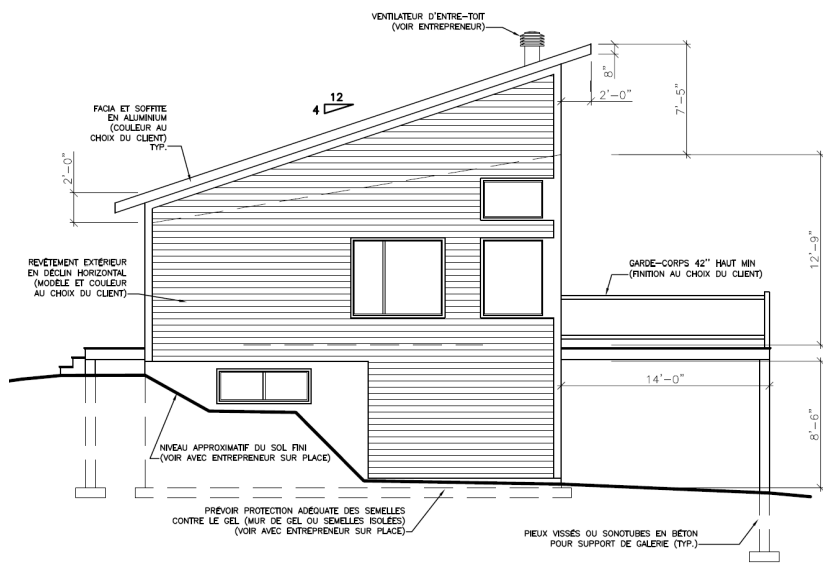 VENTILATEUR D'ENTRE-TOIT
(VOIR ENTREPRENEUR)
8"
2'-0"
7'-5"
12
4
FACIA ET SOFFITE
EN ALUMINIUM
(COULEUR AU
CHOIX DU CLIENT)
TYP.
2'-0"
REVÊTEMENT EXTÉRIEUR
EN DÉCLIN HORIZONTAL
(MODÈLE ET COULEUR
AU CHOIX DU CLIENT)
GARDE-CORPS 42" HAUT MIN
(FINITION AU CHOIX DU CLIENT)
12'-9"
14'-0"
8'-6"
NIVEAU APPROXIMATIF DU SOL FINI
(VOIR AVEC ENTREPRENEUR SUR PLACE)
PRÉVOIR PROTECTION ADÉQUATE DES SEMELLES
CONTRE LE GEL (MUR DE GEL OU SEMELLES ISOLÉES)
(VOIR AVEC ENTREPRENEUR SUR PLACE)
PIEUX VISSÉS OU SONOTUBES EN BÉTON
POUR SUPPORT DE GALERIE (TYP.)